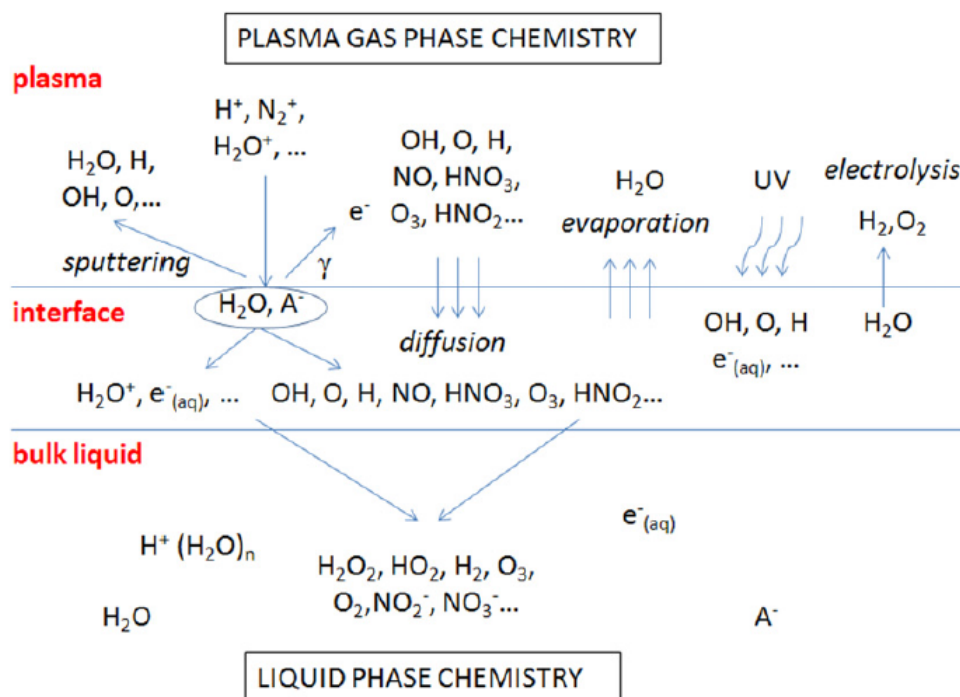 PLASMA GAS PHASE CHEMISTRY
plasma
H⁺, N₂⁺,
H₂O⁺, ...
H₂O, H,
OH, O,...
sputtering
e⁻
γ
OH, O, H,
NO, HNO₃,
O₃, HNO₂...
H₂O
evaporation
UV
electrolysis
H₂,O₂
interface
H₂O, A⁻
diffusion
OH, O, H
e⁻(aq), ...
H₂O
H₂O⁺, e⁻(aq), ...
OH, O, H, NO, HNO₃, O₃, HNO₂...
bulk liquid
e⁻(aq)
H⁺ (H₂O)ₙ
H₂O₂, HO₂, H₂, O₃,
O₂,NO₂⁻, NO₃⁻...
H₂O
A⁻
LIQUID PHASE CHEMISTRY